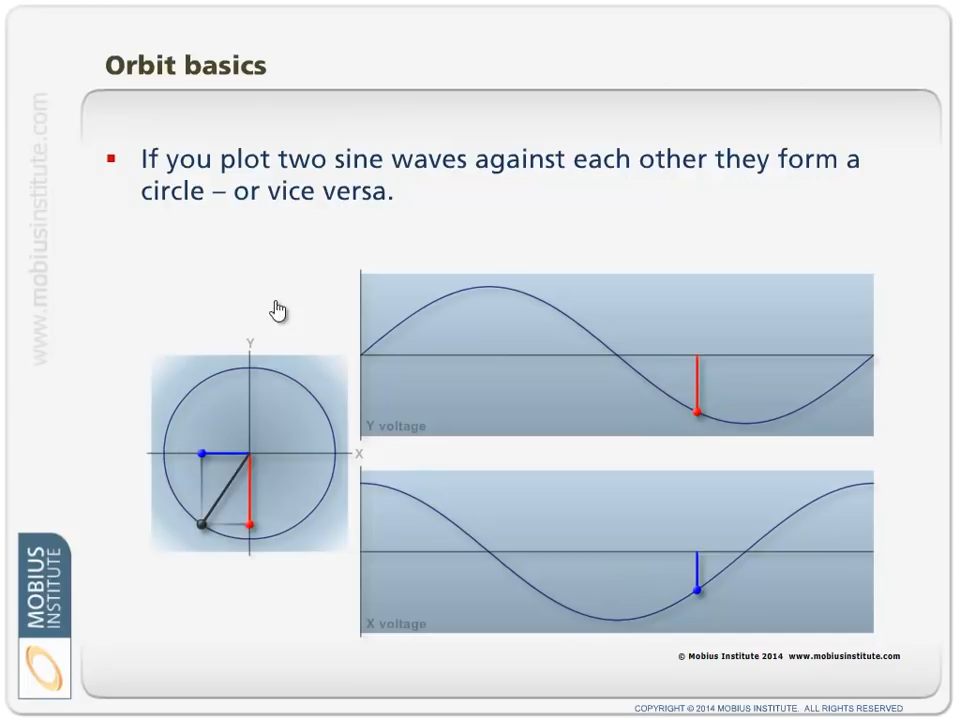 Orbit basics
If you plot two sine waves against each other they form a
circle – or vice versa.
www.mobiusinstitute.com
Y
X
Y voltage
X voltage
MOBIUS
INSTITUTE
© Mobius Institute 2014 www.mobiusinstitute.com
COPYRIGHT © 2014 MOBIUS INSTITUTE. ALL RIGHTS RESERVED